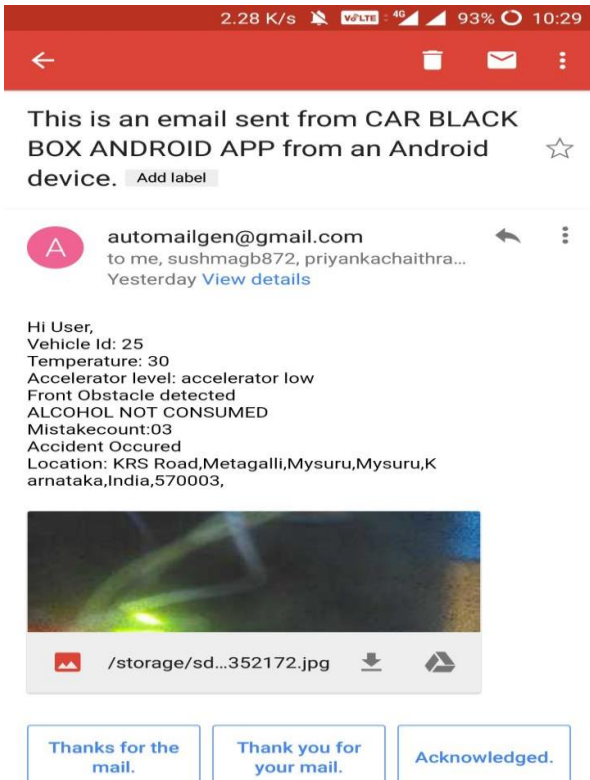 2.28 K/s VoLTE 4G 93% 10:29
This is an email sent from CAR BLACK
BOX ANDROID APP from an Android
device. Add label
A
automailgen@gmail.com
to me, sushmagb872, priyankachaithra...
Yesterday View details
Hi User,
Vehicle Id: 25
Temperature: 30
Accelerator level: accelerator low
Front Obstacle detected
ALCOHOL NOT CONSUMED
Mistakecount:03
Accident Occured
Location: KRS Road,Metagalli,Mysuru,Mysuru,K
arnataka,India,570003,
/storage/sd...352172.jpg
Thanks for the
mail.
Thank you for
your mail.
Acknowledged.